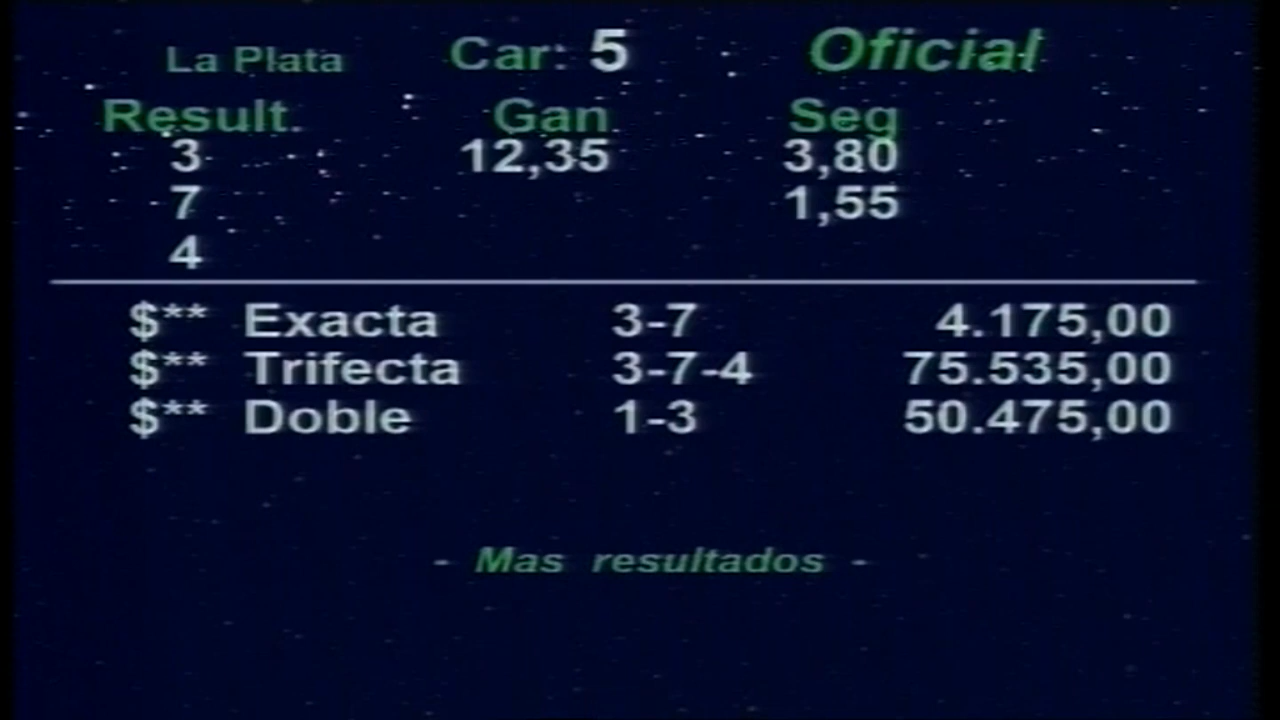 La Plata Car: 5 Oficial
Result. Gan. Seg
3 12,35 3,80
7 1,55
4
$** Exacta 3-7 4.175,00
$** Trifecta 3-7-4 75.535,00
$** Doble 1-3 50.475,00
- Mas resultados -